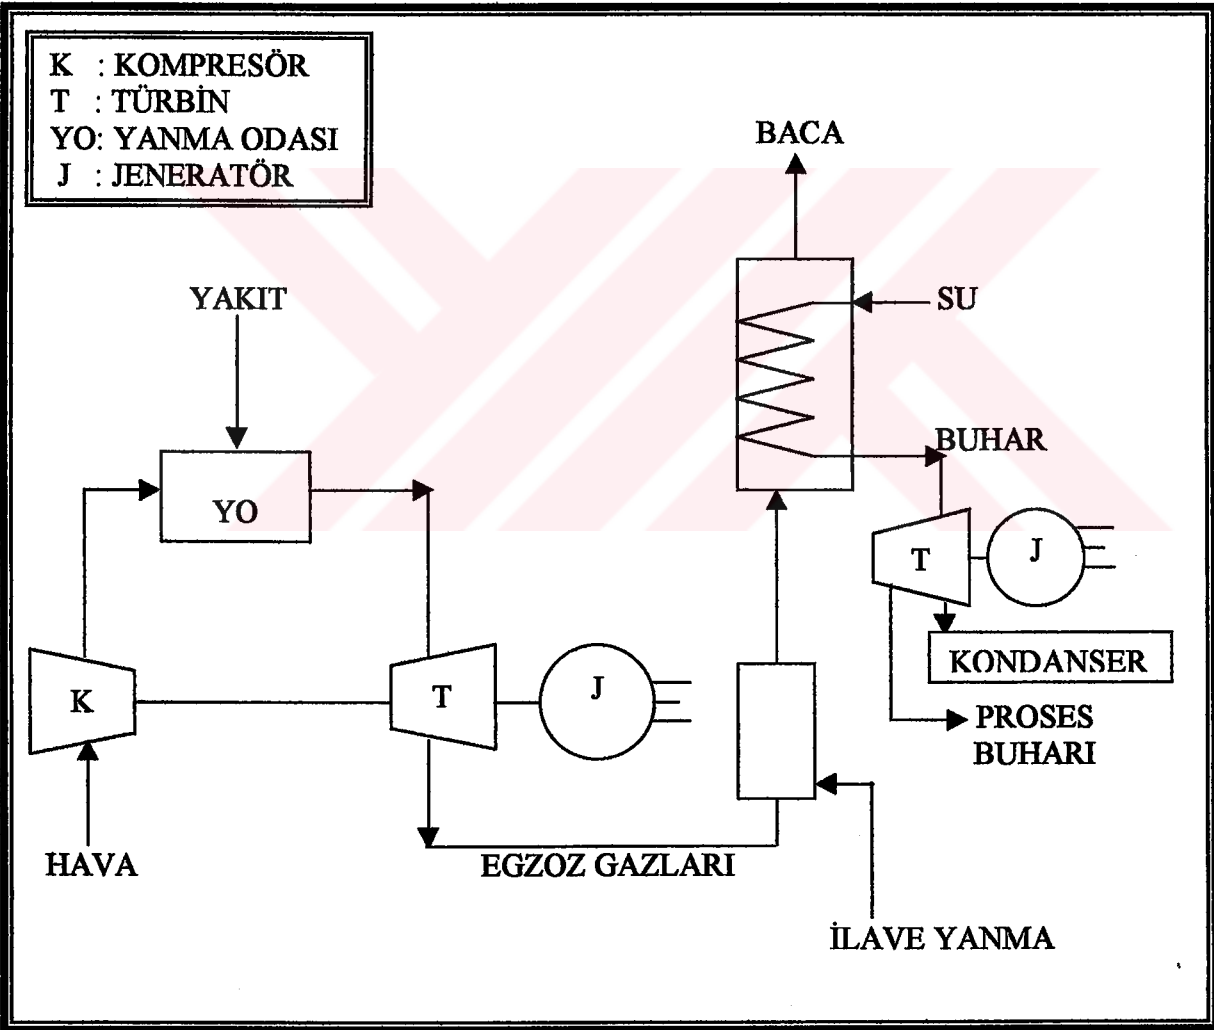 K : KOMPRESÖR
T : TÜRBİN
YO: YANMA ODASI
J : JENERATÖR
BACA
YAKIT
SU
BUHAR
YO
T
J
KONDANSER
K
T
J
PROSES
BUHARI
HAVA
EGZOZ GAZLARI
İLAVE YANMA